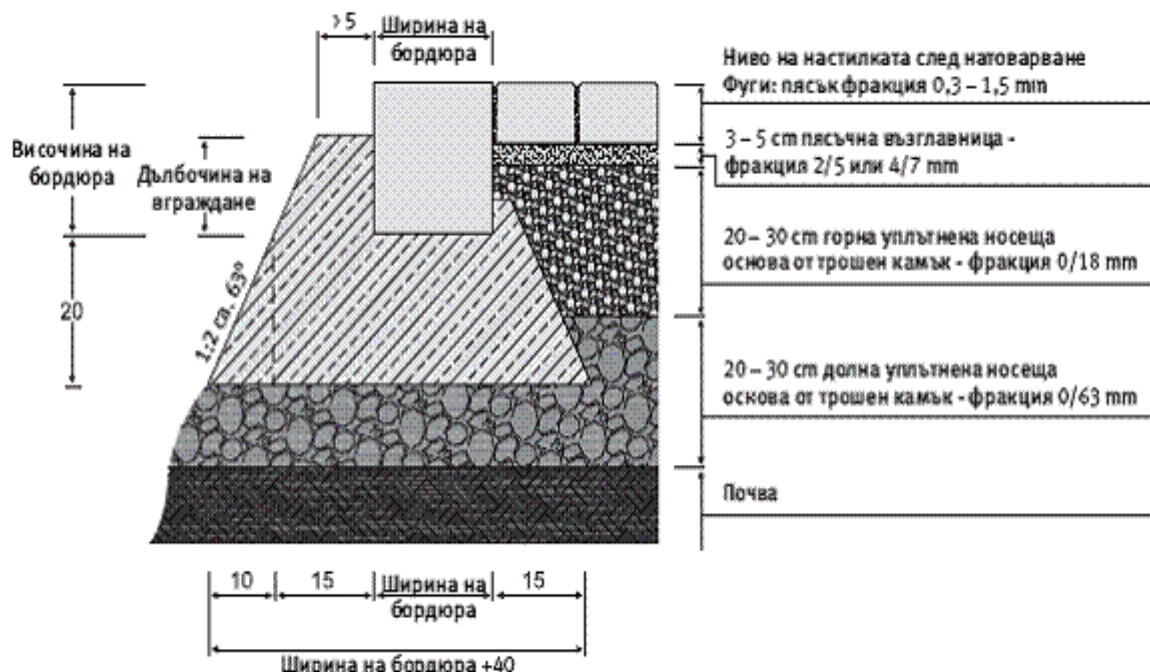 >5
Ширина на
бордюра
Ниво на настилката след натоварване
Фуги: пясък фракция 0,3 – 1,5 mm
Височина на
бордюра
Дълбочина на
вграждане
3 – 5 cm пясъчна възглавница -
фракция 2/5 или 4/7 mm
20 – 30 cm горна уплътнена носеща
основа от трошен камък - фракция 0/18 mm
20
1:2 ca. 63°
20 – 30 cm долна уплътнена носеща
основа от трошен камък - фракция 0/63 mm
Почва
10
15
Ширина на
бордюра
15
Ширина на бордюра +40